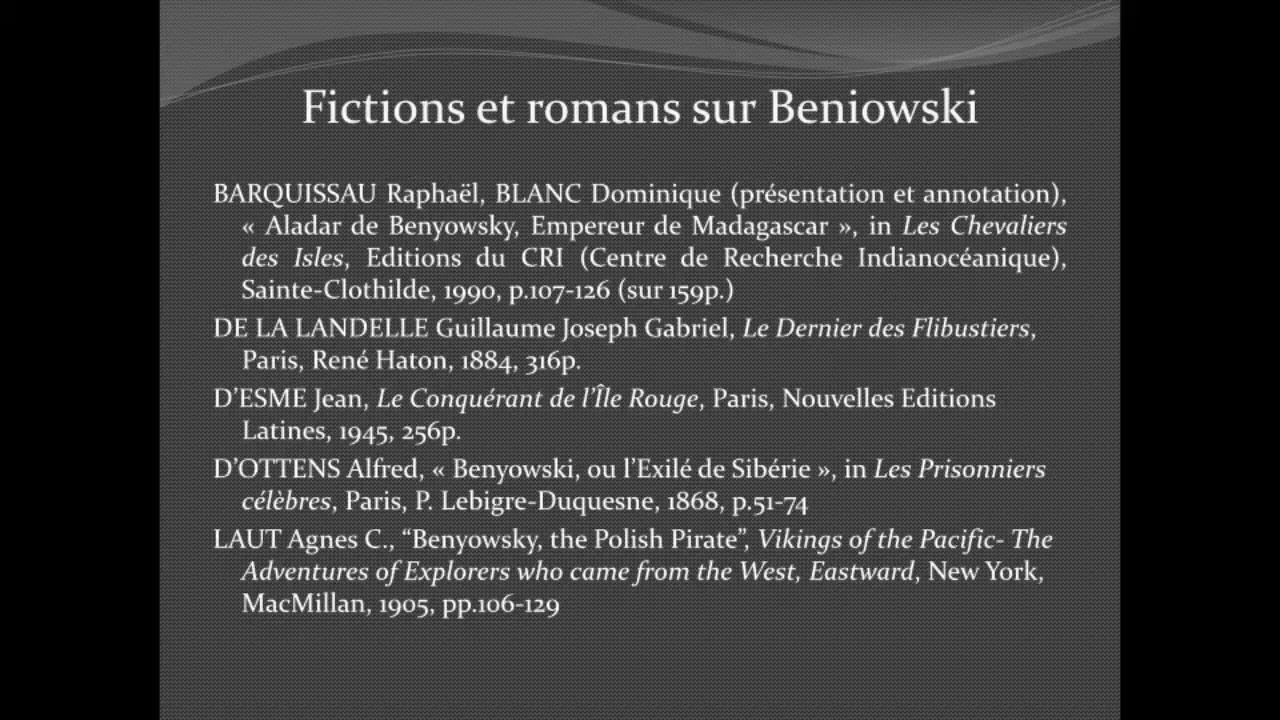 Fictions et romans sur Beniowski
BARQUISSAU Raphaël, BLANC Dominique (présentation et annotation),
« Aladar de Benyowsky, Empereur de Madagascar », in Les Chevaliers
des Isles, Editions du CRI (Centre de Recherche Indianocéanique),
Sainte-Clothilde, 1990, p.107-126 (sur 159p.)
DE LA LANDELLE Guillaume Joseph Gabriel, Le Dernier des Flibustiers,
Paris, René Haton, 1884, 316p.
D’ESME Jean, Le Conquérant de l’Île Rouge, Paris, Nouvelles Editions
Latines, 1945, 256p.
D’OTTENS Alfred, « Benyowski, ou l’Exilé de Sibérie », in Les Prisonniers
célèbres, Paris, P. Lebigre-Duquesne, 1868, p.51-74
LAUT Agnes C., “Benyowsky, the Polish Pirate”, Vikings of the Pacific- The
Adventures of Explorers who came from the West, Eastward, New York,
MacMillan, 1905, pp.106-129